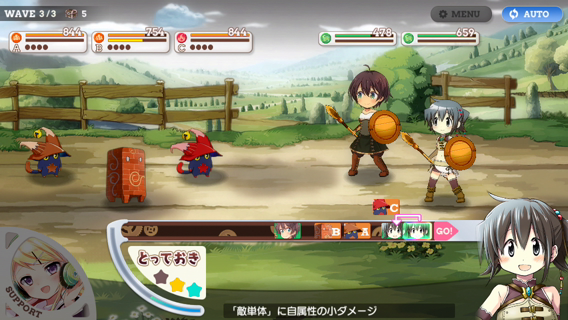 WAVE 3/3 5
MENU
AUTO
844
A
754
B
844
C
478
659
C
B
A
GO!
とっておき
SUPPORT
「敵単体」に自属性の小ダメージ